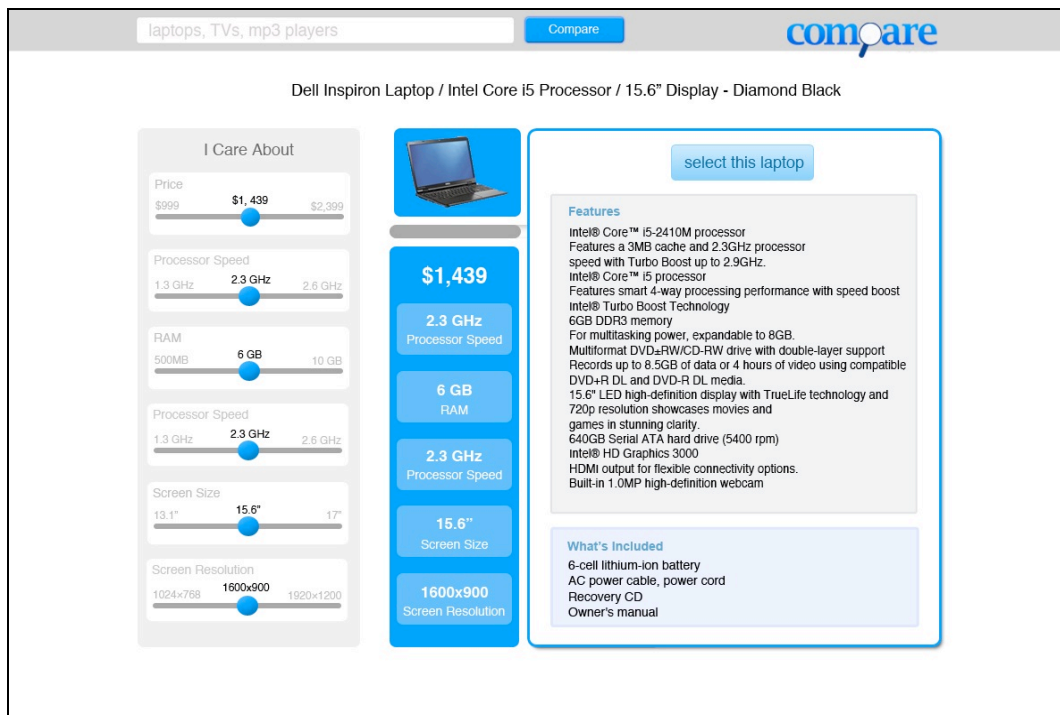 laptops, TVs, mp3 players
Compare
compare
Dell Inspiron Laptop / Intel Core i5 Processor / 15.6” Display - Diamond Black
I Care About
Price
$1, 439
$999 $2,399
Processor Speed
2.3 GHz
1.3 GHz 2.6 GHz
RAM
6 GB
500MB 10 GB
Processor Speed
2.3 GHz
1.3 GHz 2.6 GHz
Screen Size
15.6"
13.1" 17"
Screen Resolution
1600x900
1024×768 1920×1200
$1,439
2.3 GHz
Processor Speed
6 GB
RAM
2.3 GHz
Processor Speed
15.6”
Screen Size
1600x900
Screen Resolution
select this laptop
Features
Intel® Core™ i5-2410M processor
Features a 3MB cache and 2.3GHz processor
speed with Turbo Boost up to 2.9GHz.
Intel® Core™ i5 processor
Features smart 4-way processing performance with speed boost
Intel® Turbo Boost Technology
6GB DDR3 memory
For multitasking power, expandable to 8GB.
Multiformat DVD±RW/CD-RW drive with double-layer support
Records up to 8.5GB of data or 4 hours of video using compatible
DVD+R DL and DVD-R DL media.
15.6" LED high-definition display with TrueLife technology and
720p resolution showcases movies and
games in stunning clarity.
640GB Serial ATA hard drive (5400 rpm)
Intel® HD Graphics 3000
HDMI output for flexible connectivity options.
Built-in 1.0MP high-definition webcam
What's Included
6-cell lithium-ion battery
AC power cable, power cord
Recovery CD
Owner's manual